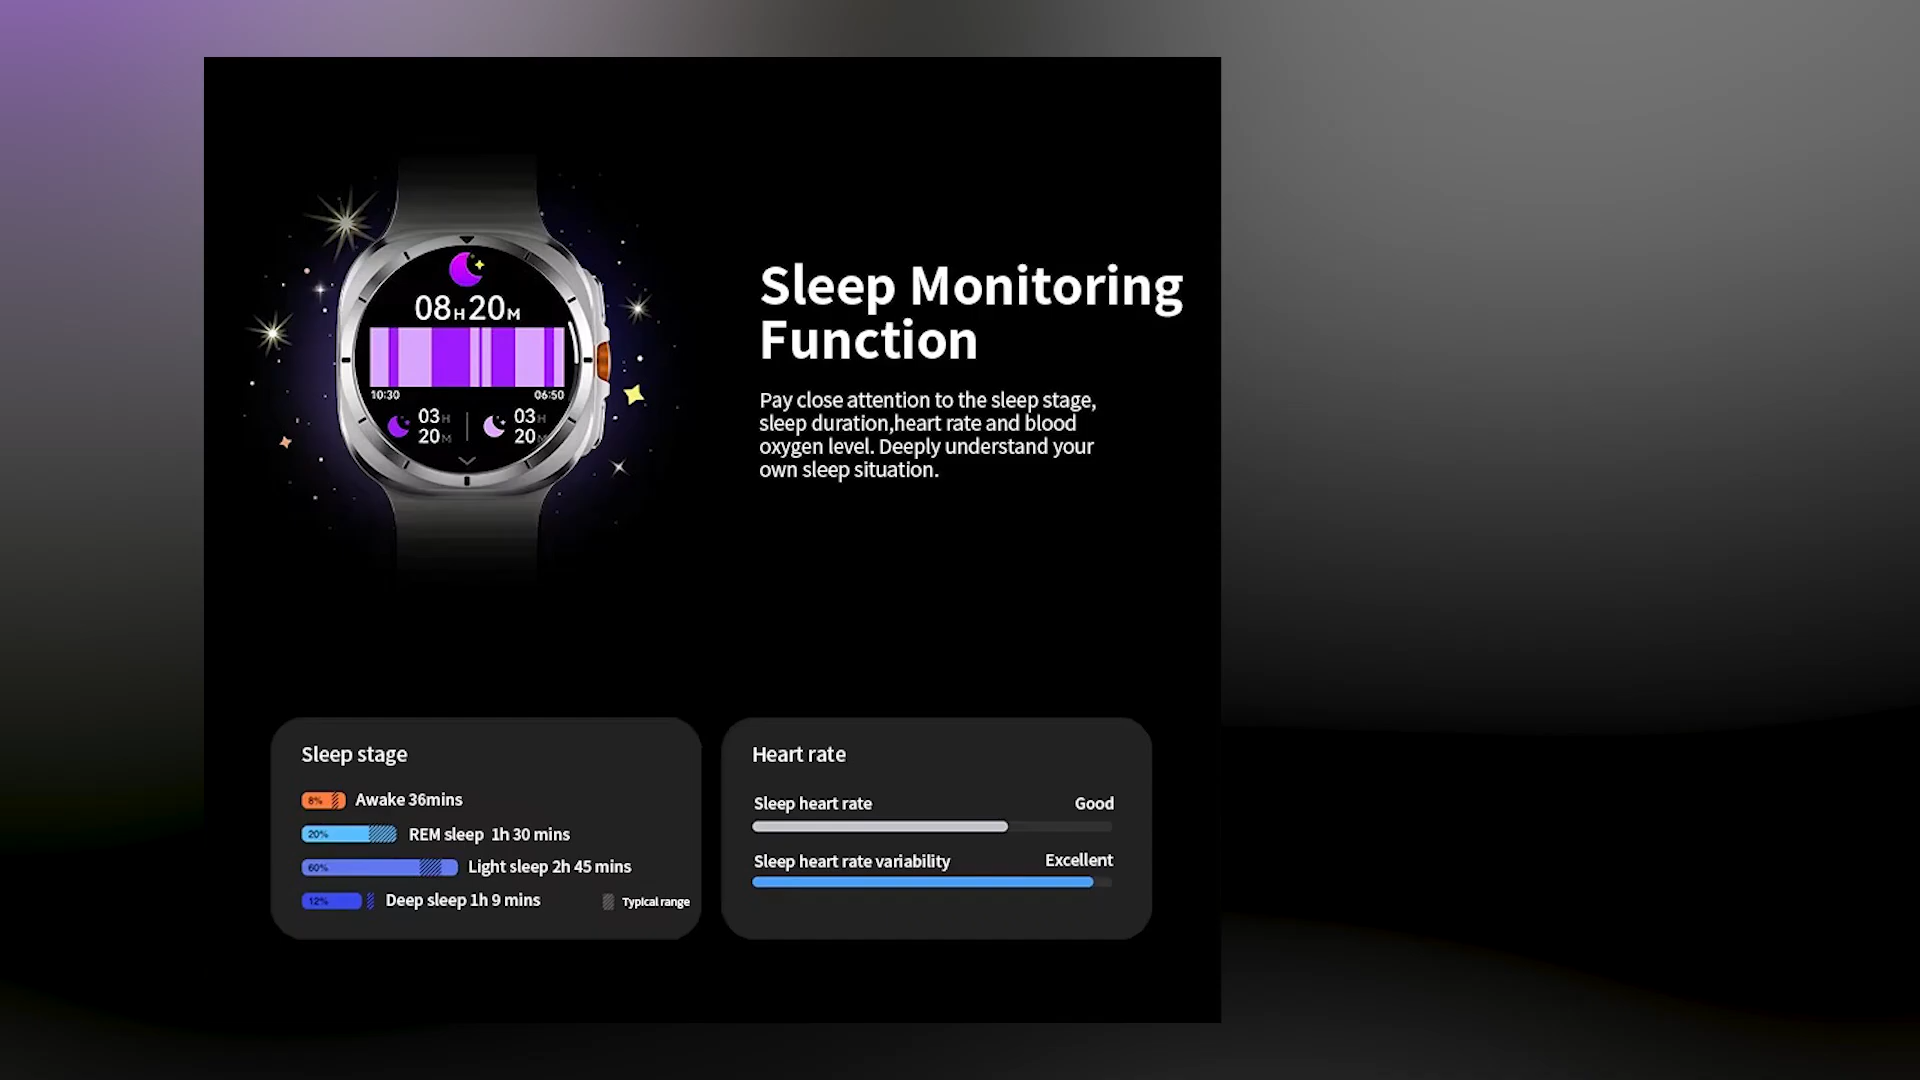 08H20M
10:30 06:50
03H 03H
20M 20M
Sleep Monitoring
Function
Pay close attention to the sleep stage,
sleep duration,heart rate and blood
oxygen level. Deeply understand your
own sleep situation.
Sleep stage
8% Awake 36mins
20% REM sleep 1h 30 mins
60% Light sleep 2h 45 mins
12% Deep sleep 1h 9 mins
Typical range
Heart rate
Sleep heart rate Good
Sleep heart rate variability Excellent